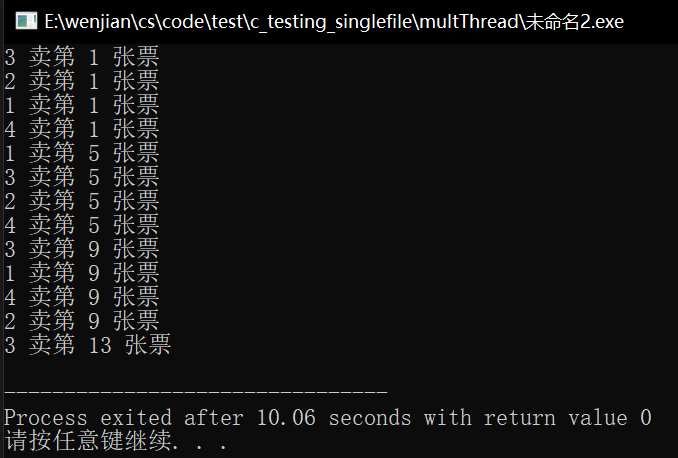 E:\wenjian\cs\code\test\c_testing_singlefile\multThread\未命名2.exe
3 卖第 1 张票
2 卖第 1 张票
1 卖第 1 张票
4 卖第 1 张票
1 卖第 5 张票
3 卖第 5 张票
2 卖第 5 张票
4 卖第 5 张票
3 卖第 9 张票
1 卖第 9 张票
4 卖第 9 张票
2 卖第 9 张票
3 卖第 13 张票
--------------------------------
Process exited after 10.06 seconds with return value 0
请按任意键继续. . .